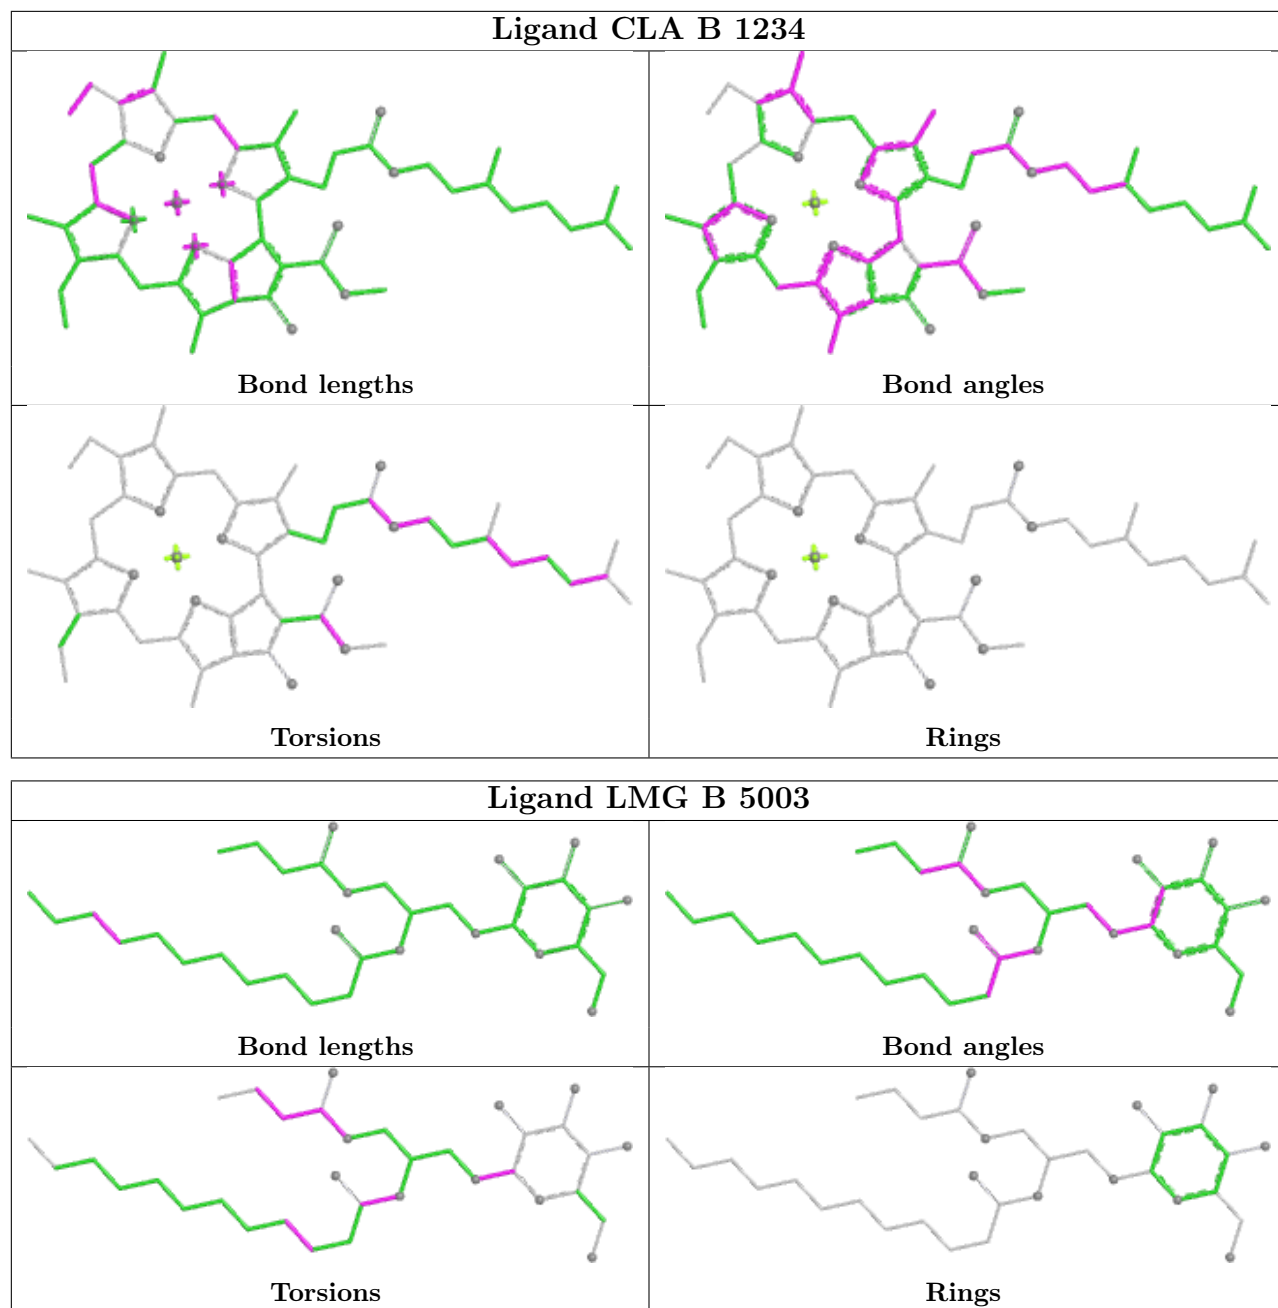 Ligand CLA B 1234
Bond lengths
Bond angles
Torsions
Rings
Ligand LMG B 5003
Bond lengths
Bond angles
Torsions
Rings